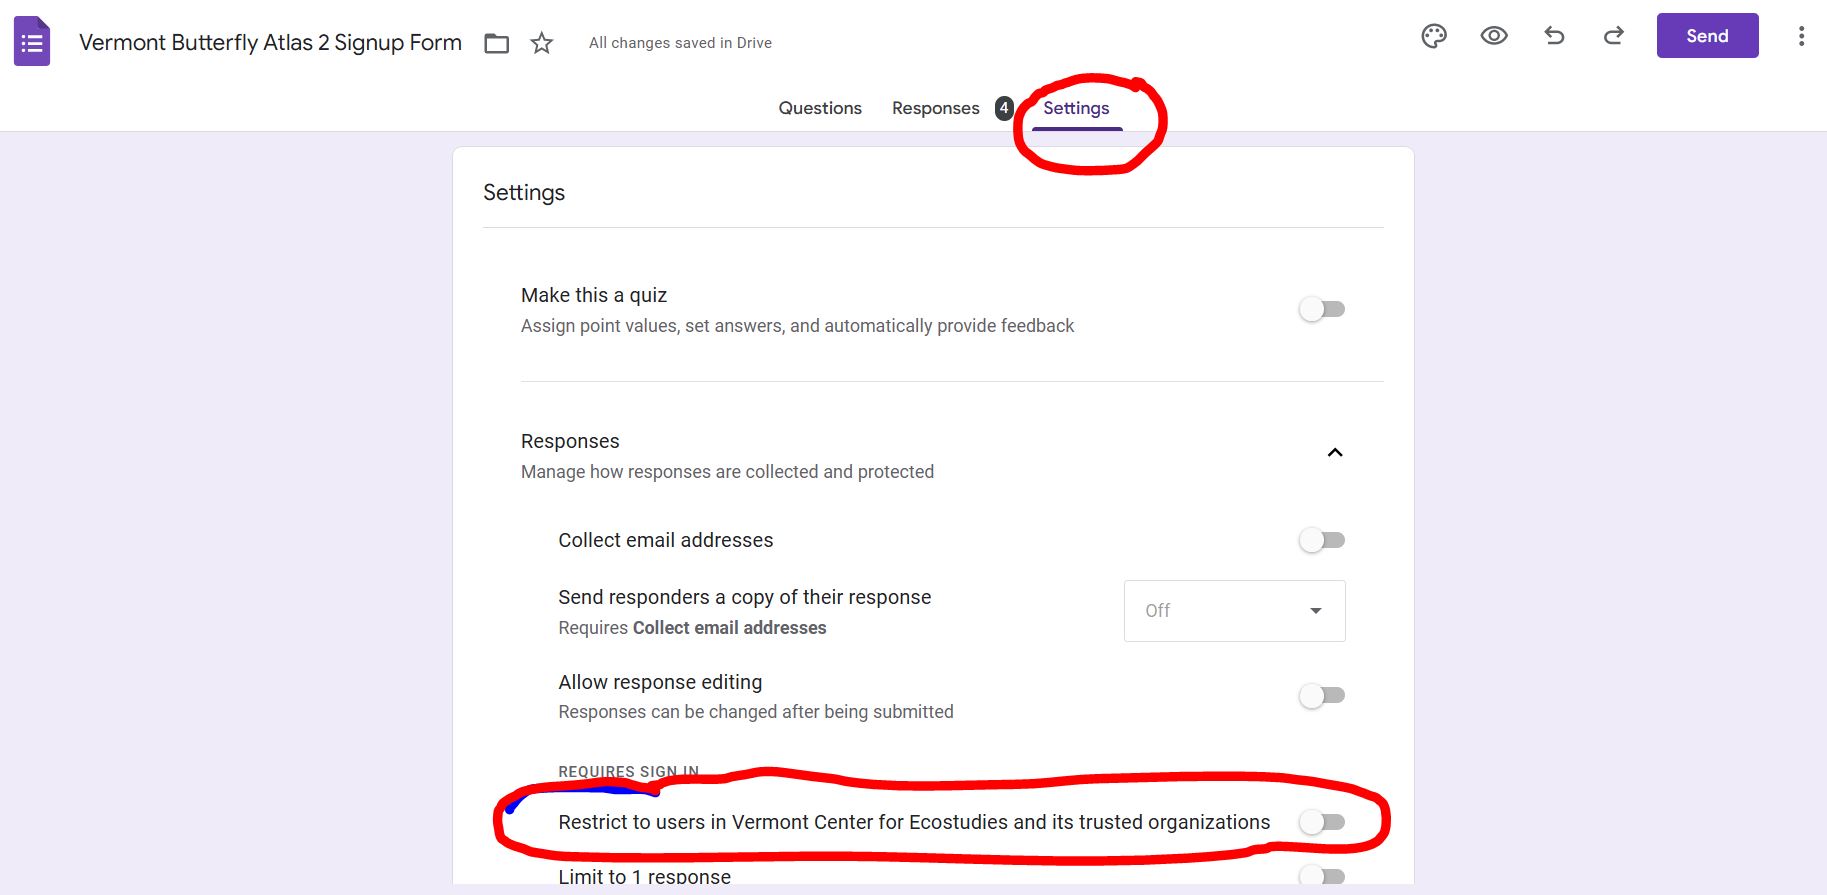 Vermont Butterfly Atlas 2 Signup Form
All changes saved in Drive
Send
Questions
Responses 4
Settings
Settings
Make this a quiz
Assign point values, set answers, and automatically provide feedback
Responses
Manage how responses are collected and protected
Collect email addresses
Send responders a copy of their response
Requires Collect email addresses
Off
Allow response editing
Responses can be changed after being submitted
REQUIRES SIGN IN
Restrict to users in Vermont Center for Ecostudies and its trusted organizations
Limit to 1 response